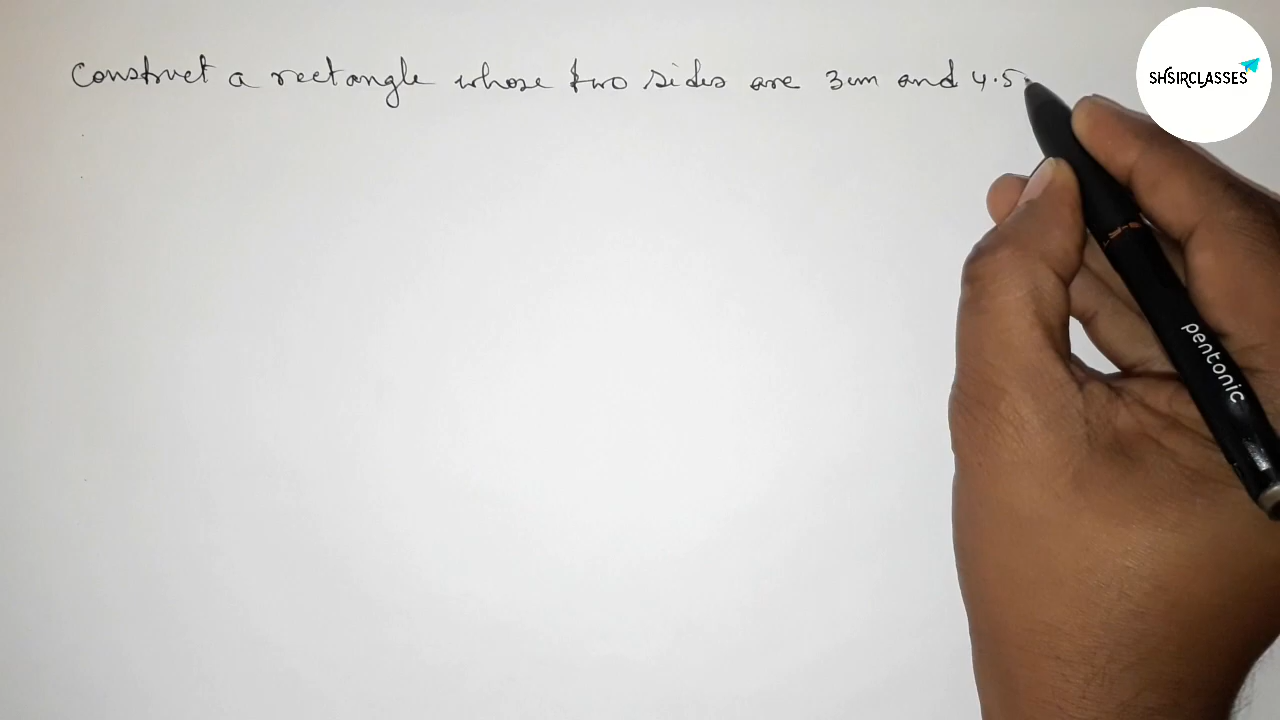 Construct a rectangle whose two sides are 3cm and 4.5
SHSIRCLASSES
pentonic